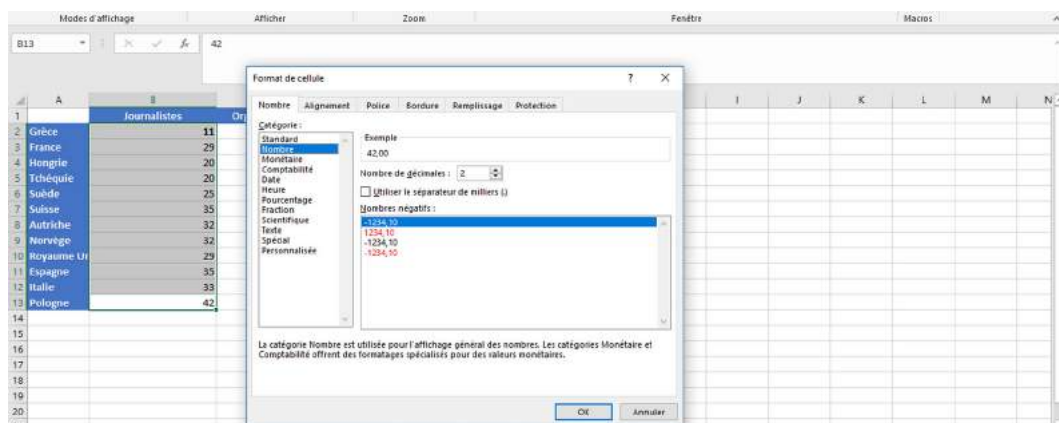 Modes d'affichage Afficher Zoom Fenêtre Macros
B13 fx 42
Format de cellule ? ×
Nombre Alignement Police Bordure Remplissage Protection
Catégorie :
Standard
Nombre
Monétaire
Comptabilité
Date
Heure
Pourcentage
Fraction
Scientifique
Texte
Spécial
Personnalisée
Exemple
42,00
Nombre de décimales : 2
Utiliser le séparateur de milliers ()
Nombres négatifs :
-1234,10
1234,10
-1234,10
-1234,10
La catégorie Nombre est utilisée pour l'affichage général des nombres. Les catégories Monétaire et
Comptabilité offrent des formatages spécialisés pour des valeurs monétaires.
OK Annuler
A B I J K L M N
1 Journalistes Org
2 Grèce 11
3 France 29
4 Hongrie 20
5 Tchéquie 20
6 Suède 25
7 Suisse 35
8 Autriche 32
9 Norvège 32
10 Royaume Ur 29
11 Espagne 35
12 Italie 33
13 Pologne 42
14
15
16
17
18
19
20